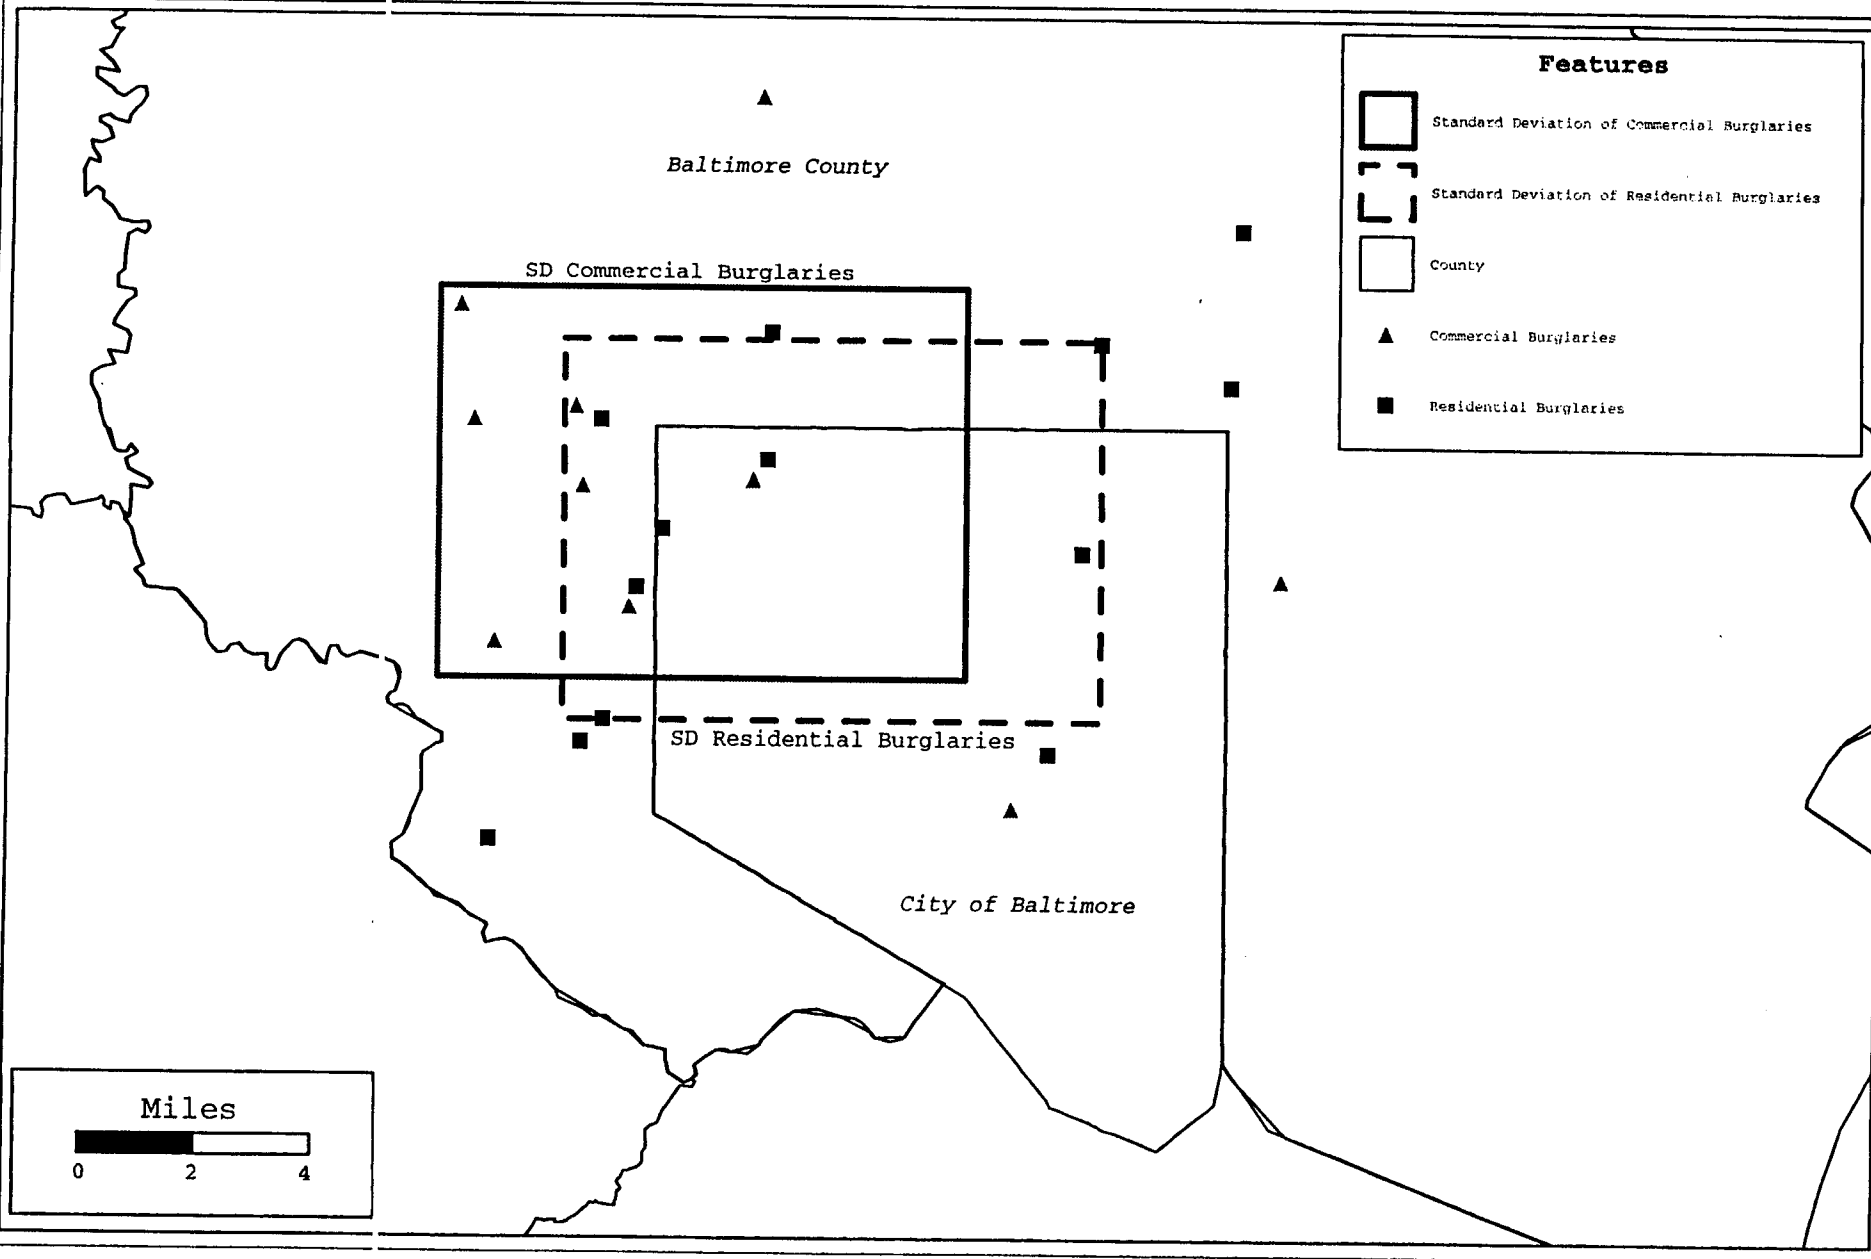 Features
Standard Deviation of Commercial Burglaries
Standard Deviation of Residential Burglaries
County
Commercial Burglaries
Residential Burglaries
Baltimore County
SD Commercial Burglaries
SD Residential Burglaries
City of Baltimore
Miles
0 2 4